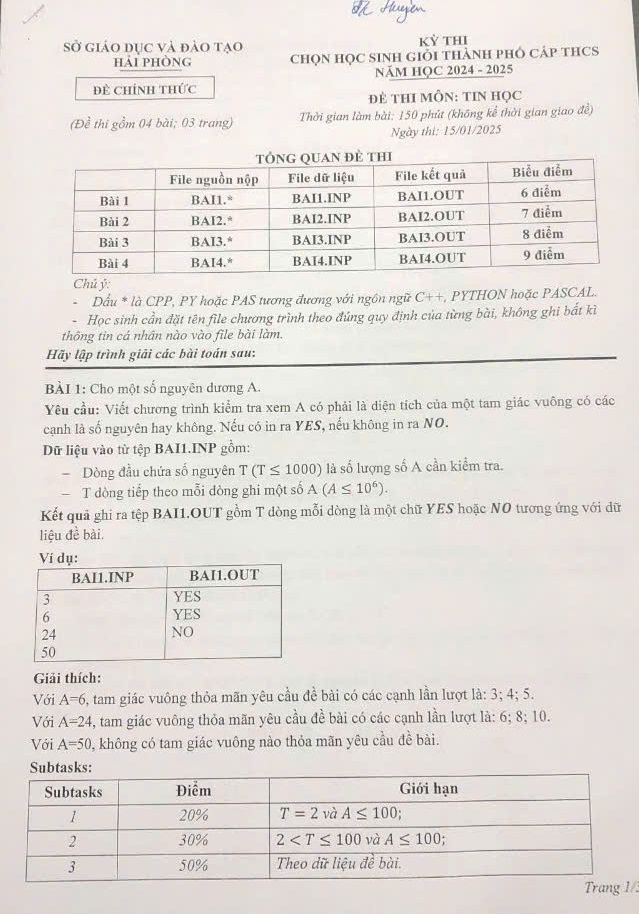 SỞ GIÁO DỤC VÀ ĐÀO TẠO
HẢI PHÒNG
ĐỀ CHÍNH THỨC
(Đề thi gồm 04 bài; 03 trang)
KỲ THI
CHỌN HỌC SINH GIỎI THÀNH PHỐ CẤP THCS
NĂM HỌC 2024 - 2025
ĐỀ THI MÔN: TIN HỌC
Thời gian làm bài: 150 phút (không kể thời gian giao đề)
Ngày thi: 15/01/2025
TỔNG QUAN ĐỀ THI
File nguồn nộp File dữ liệu File kết quả Biểu điểm
Bài 1 BAI1.* BAI1.INP BAI1.OUT 6 điểm
Bài 2 BAI2.* BAI2.INP BAI2.OUT 7 điểm
Bài 3 BAI3.* BAI3.INP BAI3.OUT 8 điểm
Bài 4 BAI4.* BAI4.INP BAI4.OUT 9 điểm
Chú ý:
- Dấu * là CPP, PY hoặc PAS tương đương với ngôn ngữ C++, PYTHON hoặc PASCAL.
- Học sinh cần đặt tên file chương trình theo đúng quy định của từng bài, không ghi bất kì
thông tin cá nhân nào vào file bài làm.
Hãy lập trình giải các bài toán sau:
BÀI 1: Cho một số nguyên dương A.
Yêu cầu: Viết chương trình kiểm tra xem A có phải là diện tích của một tam giác vuông có các
cạnh là số nguyên hay không. Nếu có in ra YES, nếu không in ra NO.
Dữ liệu vào từ tệp BAI1.INP gồm:
– Dòng đầu chứa số nguyên T (T ≤ 1000) là số lượng số A cần kiểm tra.
– T dòng tiếp theo mỗi dòng ghi một số A (A ≤ 10⁶).
Kết quả ghi ra tệp BAI1.OUT gồm T dòng mỗi dòng là một chữ YES hoặc NO tương ứng với dữ
liệu đề bài.
Ví dụ:
BAI1.INP BAI1.OUT
3 YES
6 YES
24 NO
50
Giải thích:
Với A=6, tam giác vuông thỏa mãn yêu cầu đề bài có các cạnh lần lượt là: 3; 4; 5.
Với A=24, tam giác vuông thỏa mãn yêu cầu đề bài có các cạnh lần lượt là: 6; 8; 10.
Với A=50, không có tam giác vuông nào thỏa mãn yêu cầu đề bài.
Subtasks:
Subtasks Điểm Giới hạn
1 20% T = 2 và A ≤ 100;
2 30% 2 < T ≤ 100 và A ≤ 100;
3 50% Theo dữ liệu đề bài.
Trang 1/3